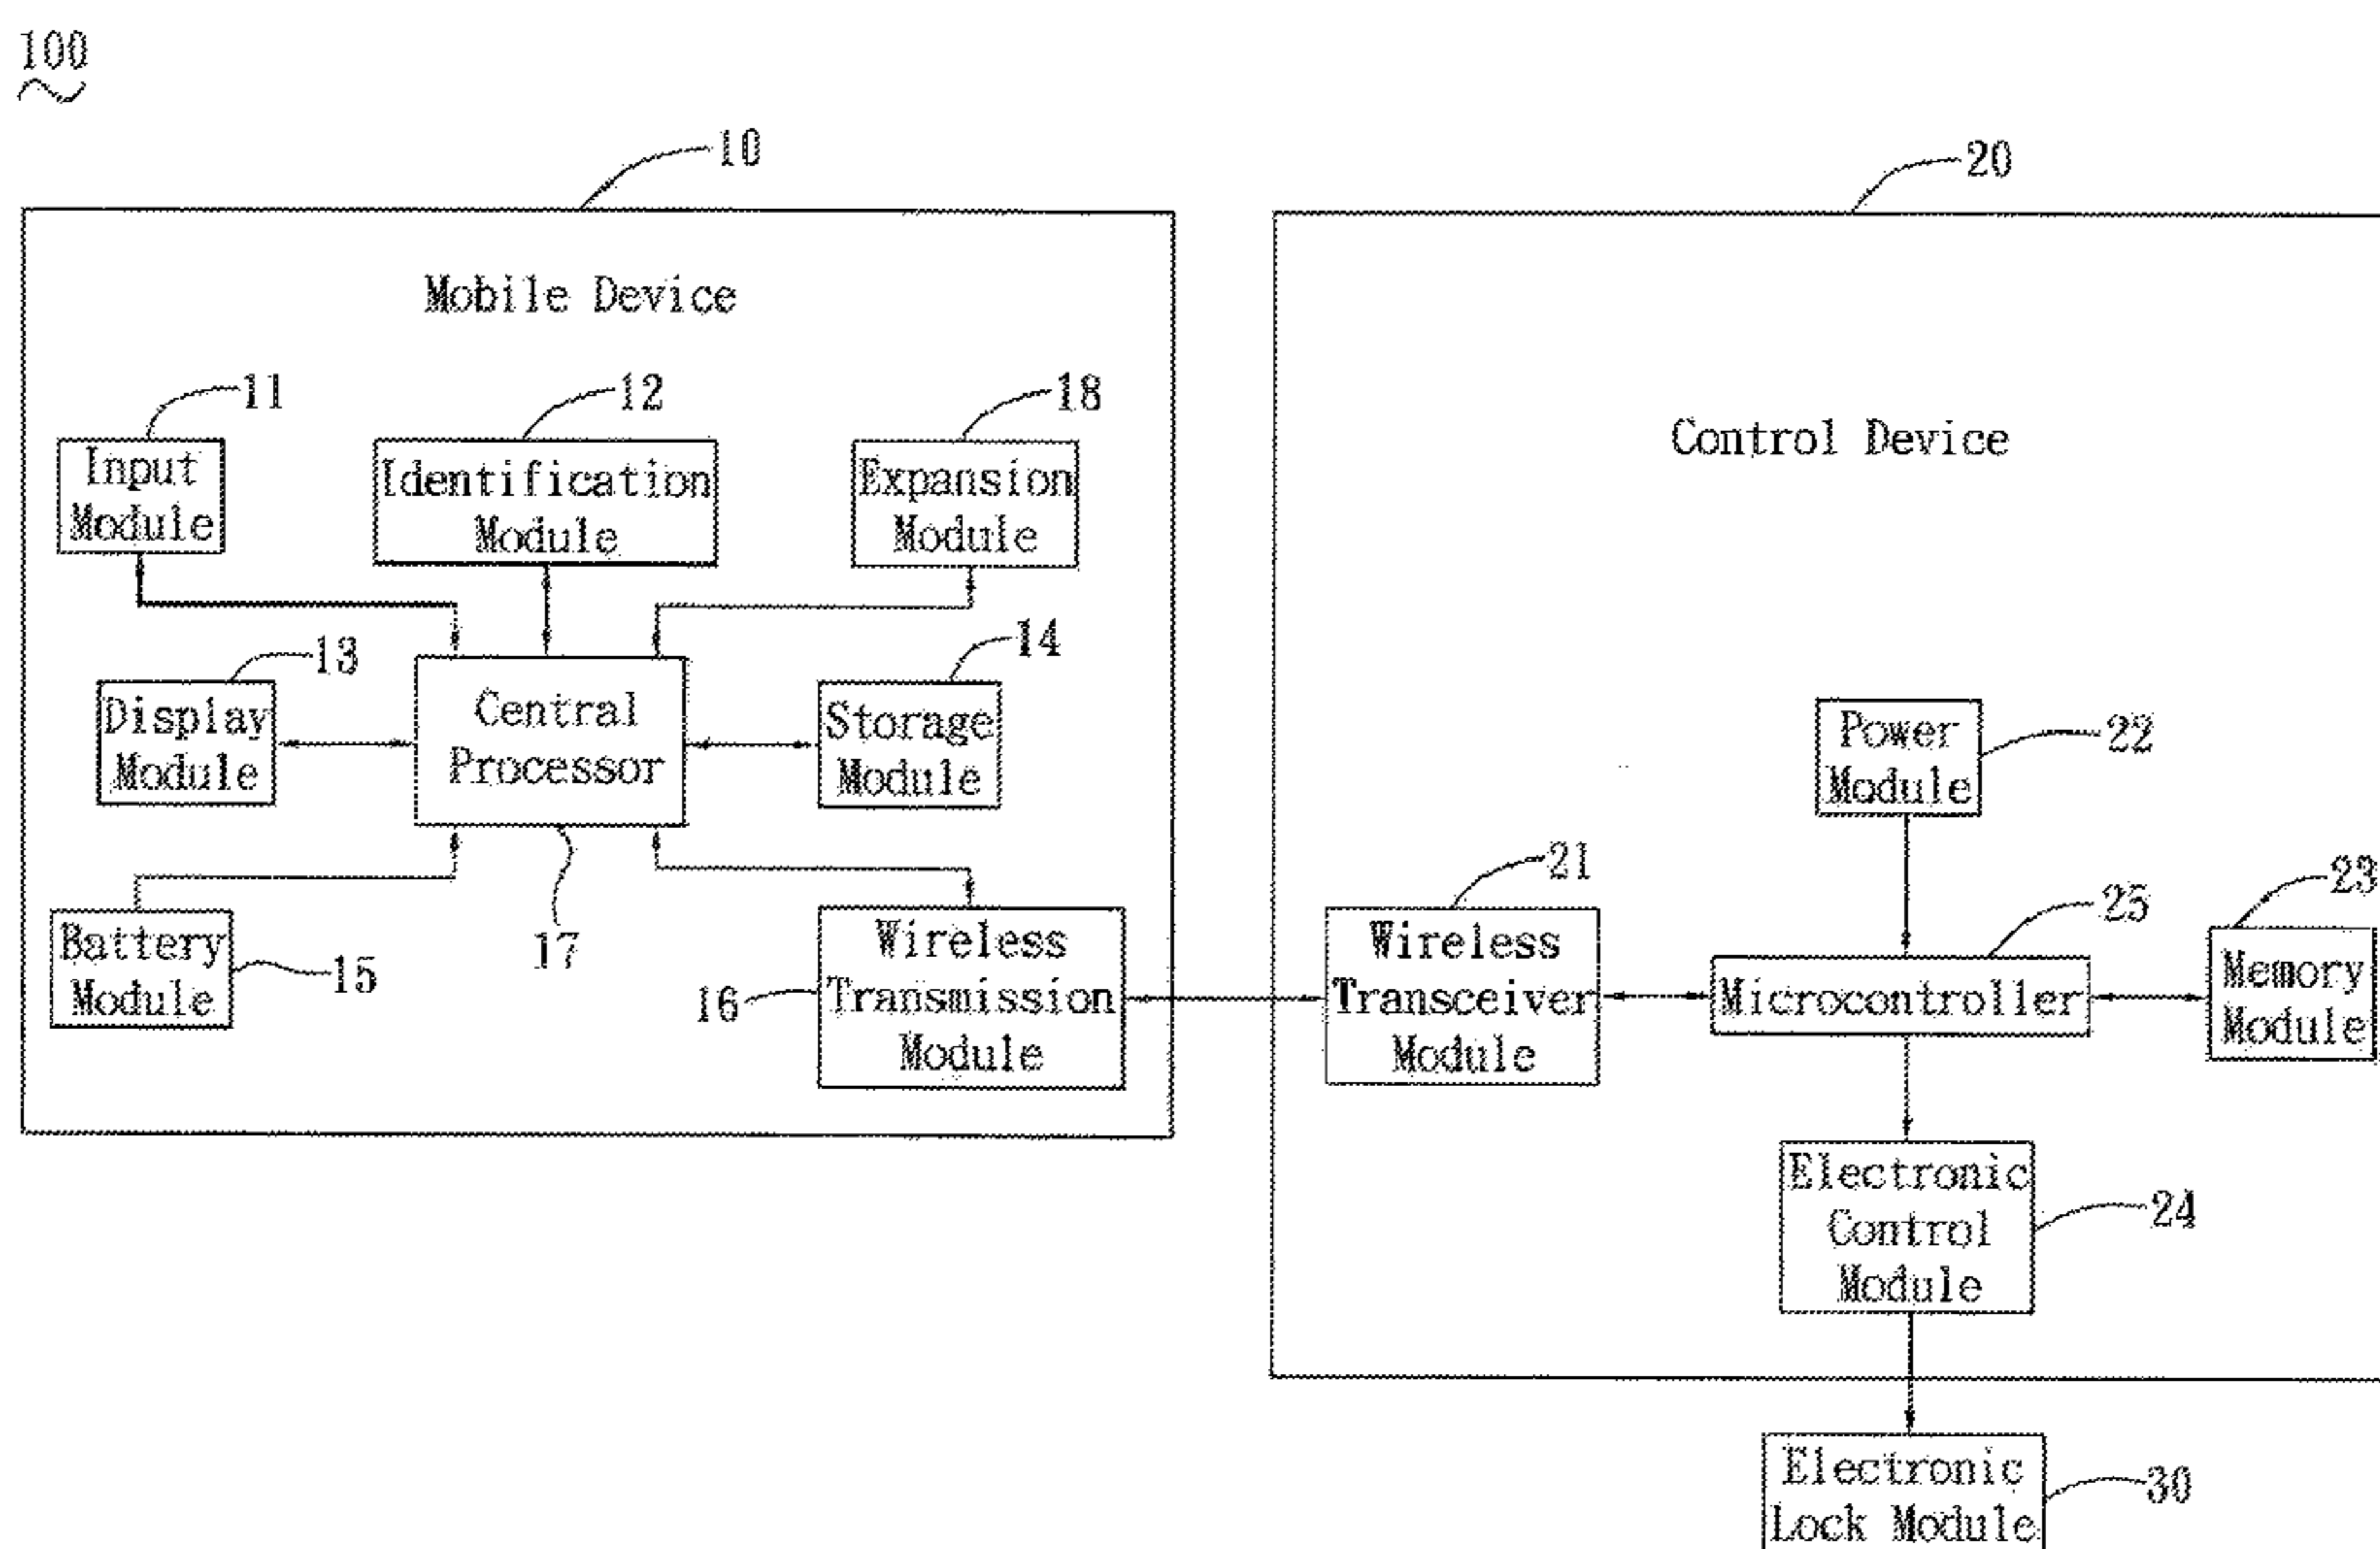 100
10
20
Mobile Device
11
12
18
Control Device
Input
Module
Identification
Module
Expansion
Module
13
14
Display
Module
Central
Processor
Storage
Module
Power
Module
22
21
23
25
Battery
Module
15
17
16
Wireless
Transmission
Module
Wireless
Transceiver
Module
Microcontroller
Memory
Module
Electronic
Control
Module
24
Electronic
Lock Module
30